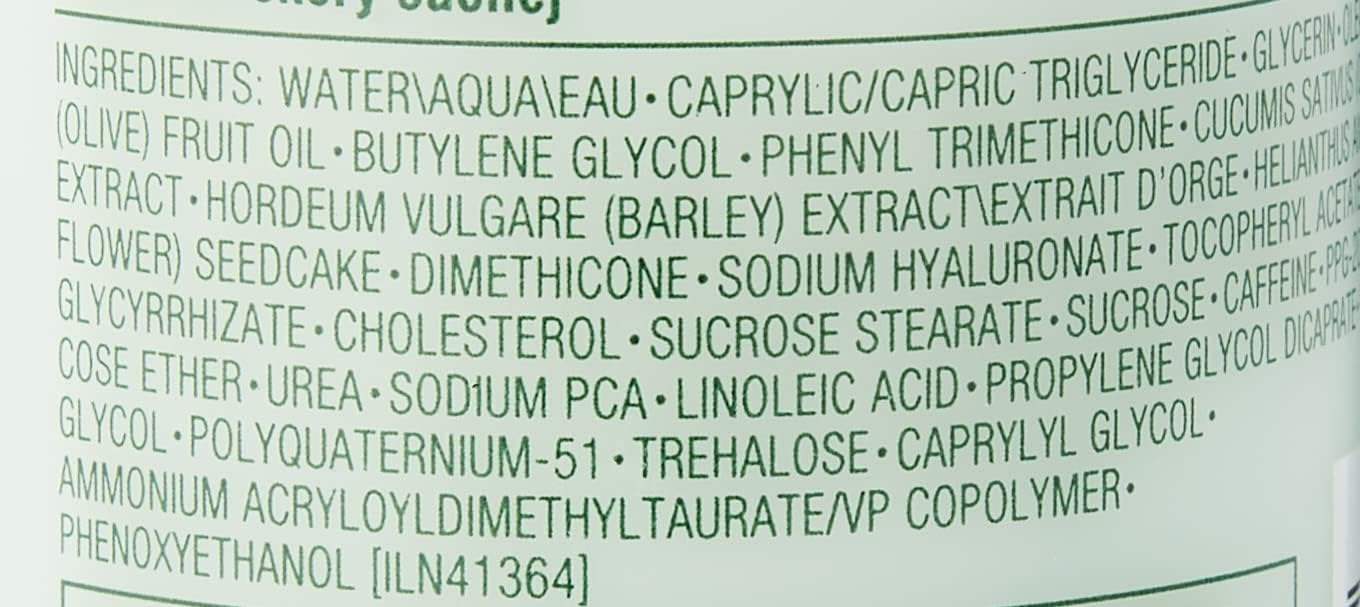 INGREDIENTS: WATER\AQUA\EAU • CAPRYLIC/CAPRIC TRIGLYCERIDE • GLYCERIN •
(OLIVE) FRUIT OIL • BUTYLENE GLYCOL • PHENYL TRIMETHICONE • CUCUMIS SATIVUS
EXTRACT • HORDEUM VULGARE (BARLEY) EXTRACT\EXTRAIT D'ORGE • HELIANTHUS
FLOWER) SEEDCAKE • DIMETHICONE • SODIUM HYALURONATE • TOCOPHERYL ACETATE
GLYCYRRHIZATE • CHOLESTEROL • SUCROSE STEARATE • SUCROSE • CAFFEINE •
COSE ETHER • UREA • SODIUM PCA • LINOLEIC ACID • PROPYLENE GLYCOL DICAPRATE •
GLYCOL • POLYQUATERNIUM-51 • TREHALOSE • CAPRYLYL GLYCOL •
AMMONIUM ACRYLOYLDIMETHYLTAURATE/VP COPOLYMER •
PHENOXYETHANOL [ILN41364]